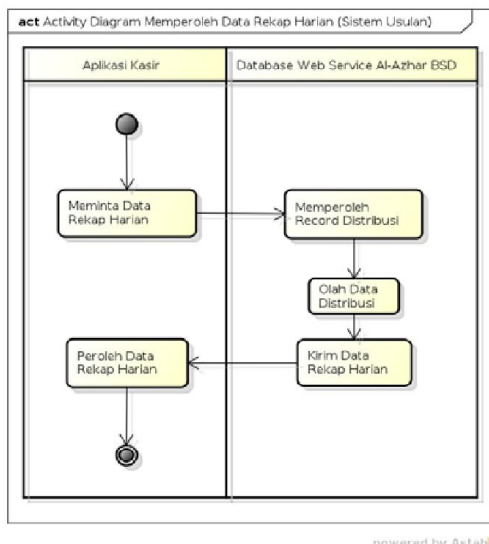 act Activity Diagram Memperoleh Data Rekap Harian (Sistem Usulan)
Aplikasi Kasir
Database Web Service Al-Azhar BSD
Meminta Data
Rekap Harian
Memperoleh
Record Distribusi
Olah Data
Distribusi
Peroleh Data
Rekap Harian
Kirim Data
Rekap Harian
powered by